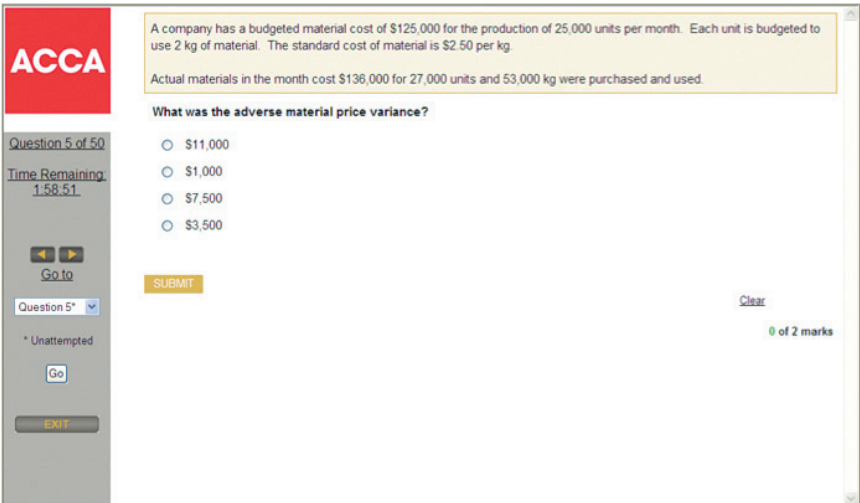 ACCA
Question 5 of 50
Time Remaining:
1:58:51
Go to
Question 5*
* Unattempted
Go
EXIT
A company has a budgeted material cost of $125,000 for the production of 25,000 units per month. Each unit is budgeted to
use 2 kg of material. The standard cost of material is $2.50 per kg.
Actual materials in the month cost $136,000 for 27,000 units and 53,000 kg were purchased and used.
What was the adverse material price variance?
$11,000
$1,000
$7,500
$3,500
SUBMIT
Clear
0 of 2 marks